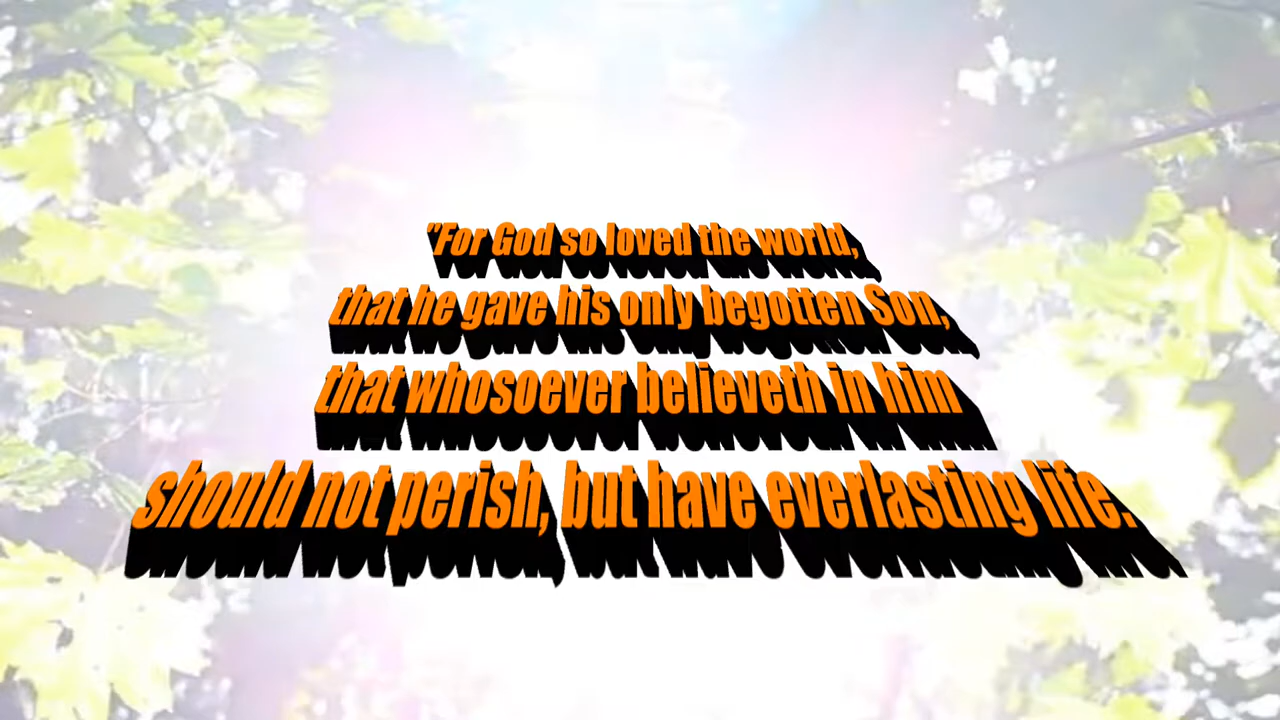 "For God so loved the world,
that he gave his only begotten Son,
that whosoever believeth in him
should not perish, but have everlasting life.